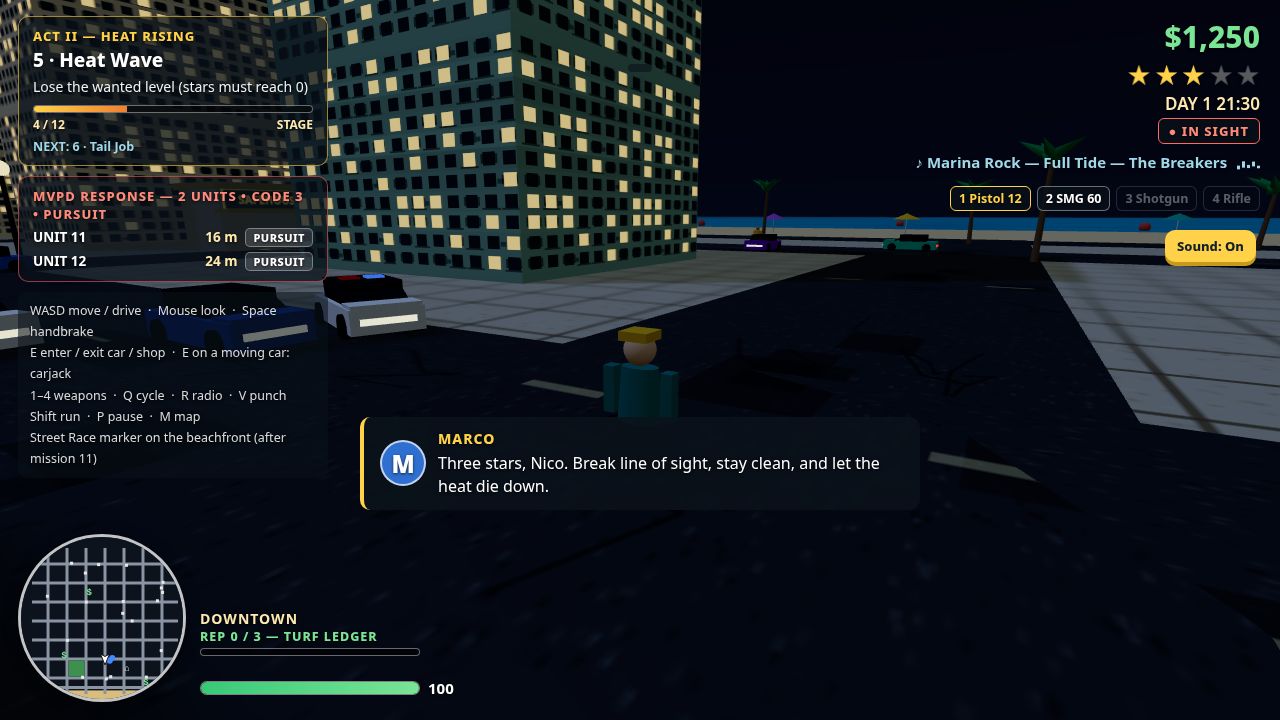 ACT II — HEAT RISING
5 · Heat Wave
Lose the wanted level (stars must reach 0)
4 / 12 STAGE
NEXT: 6 · Tail Job
MVPD RESPONSE — 2 UNITS • CODE 3
• PURSUIT
UNIT 11 16 m PURSUIT
UNIT 12 24 m PURSUIT
WASD move / drive · Mouse look · Space
handbrake
E enter / exit car / shop · E on a moving car:
carjack
1–4 weapons · Q cycle · R radio · V punch
Shift run · P pause · M map
Street Race marker on the beachfront (after
mission 11)
$1,250
★★★★★
DAY 1 21:30
● IN SIGHT
♪ Marina Rock — Full Tide — The Breakers
1 Pistol 12 2 SMG 60 3 Shotgun 4 Rifle
Sound: On
M
MARCO
Three stars, Nico. Break line of sight, stay clean, and let the
heat die down.
$
$
$
DOWNTOWN
REP 0 / 3 — TURF LEDGER
100